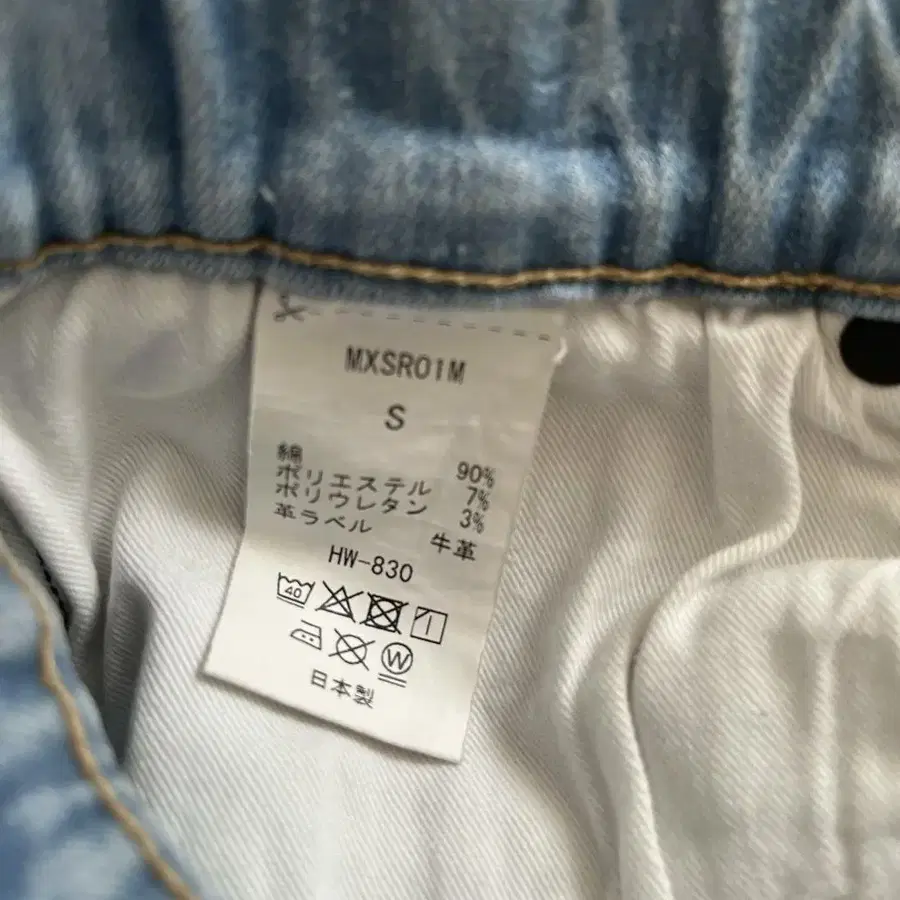 MXSR01M
S
綿 90%
ポリエステル 7%
ポリウレタン 3%
革ラベル 牛革
HW-830
40
W
日本製